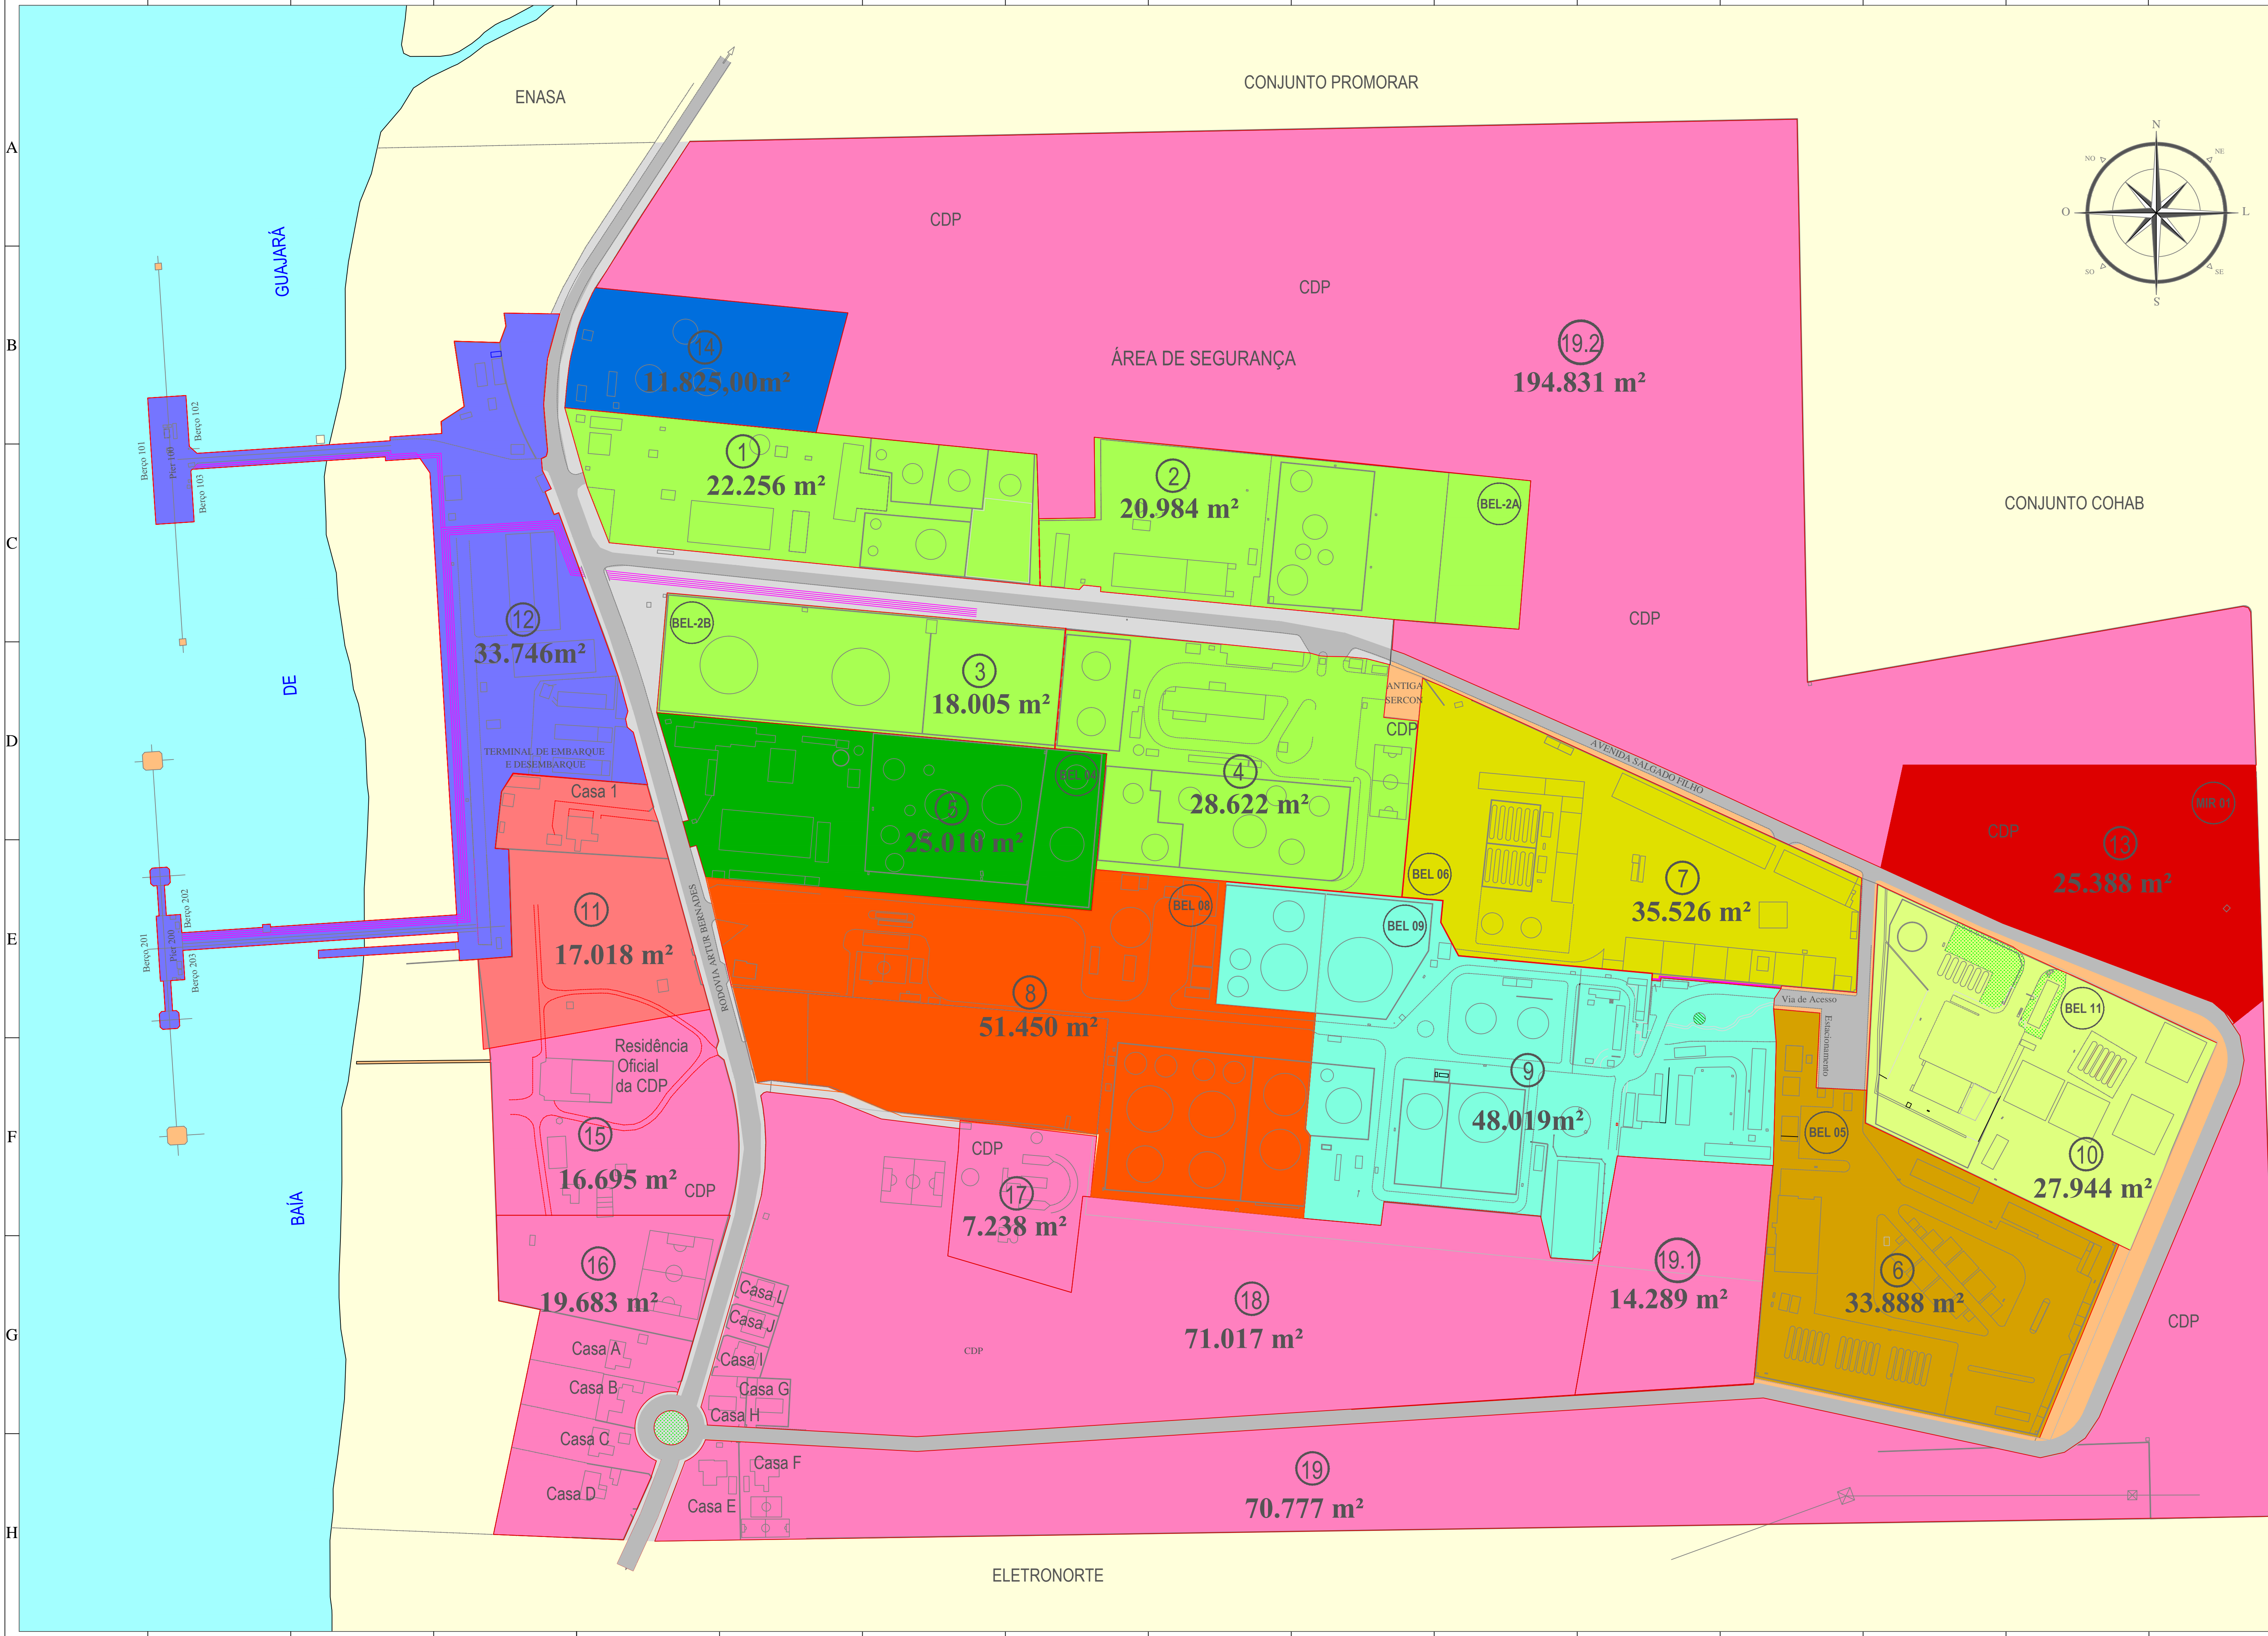 CONJUNTO PROMORAR
ENASA
A
N
NO
NE
O
L
SO
SE
S
CDP
GUAJARÁ
CDP
B
14
11.825,00m²
ÁREA DE SEGURANÇA
19.2
194.831 m²
Berço 101
Pier 100
Berço 102
Berço 103
1
22.256 m²
2
20.984 m²
BEL-2A
CONJUNTO COHAB
C
12
33.746m²
BEL-2B
CDP
3
18.005 m²
DE
ANTIGA
SERCON
CDP
D
TERMINAL DE EMBARQUE
E DESEMBARQUE
AVENIDA SALGADO FILHO
Casa 1
BEL 04
4
28.622 m²
5
25.010 m²
MIR 01
CDP
13
25.388 m²
BEL 06
7
35.526 m²
BEL 08
BEL 09
11
17.018 m²
RODOVIA ARTUR BERNADES
E
Berço 201
Pier 200
Berço 202
Berço 203
8
51.450 m²
Via de Acesso
Estacionamento
BEL 11
Residência
Oficial
da CDP
9
48.019m²
F
BEL 05
15
16.695 m²
CDP
CDP
17
7.238 m²
10
27.944 m²
BAÍA
16
19.683 m²
18
71.017 m²
19.1
14.289 m²
6
33.888 m²
CDP
G
Casa L
Casa J
Casa I
Casa A
CDP
Casa B
Casa G
Casa H
Casa C
Casa F
Casa D
Casa E
19
70.777 m²
H
ELETRONORTE